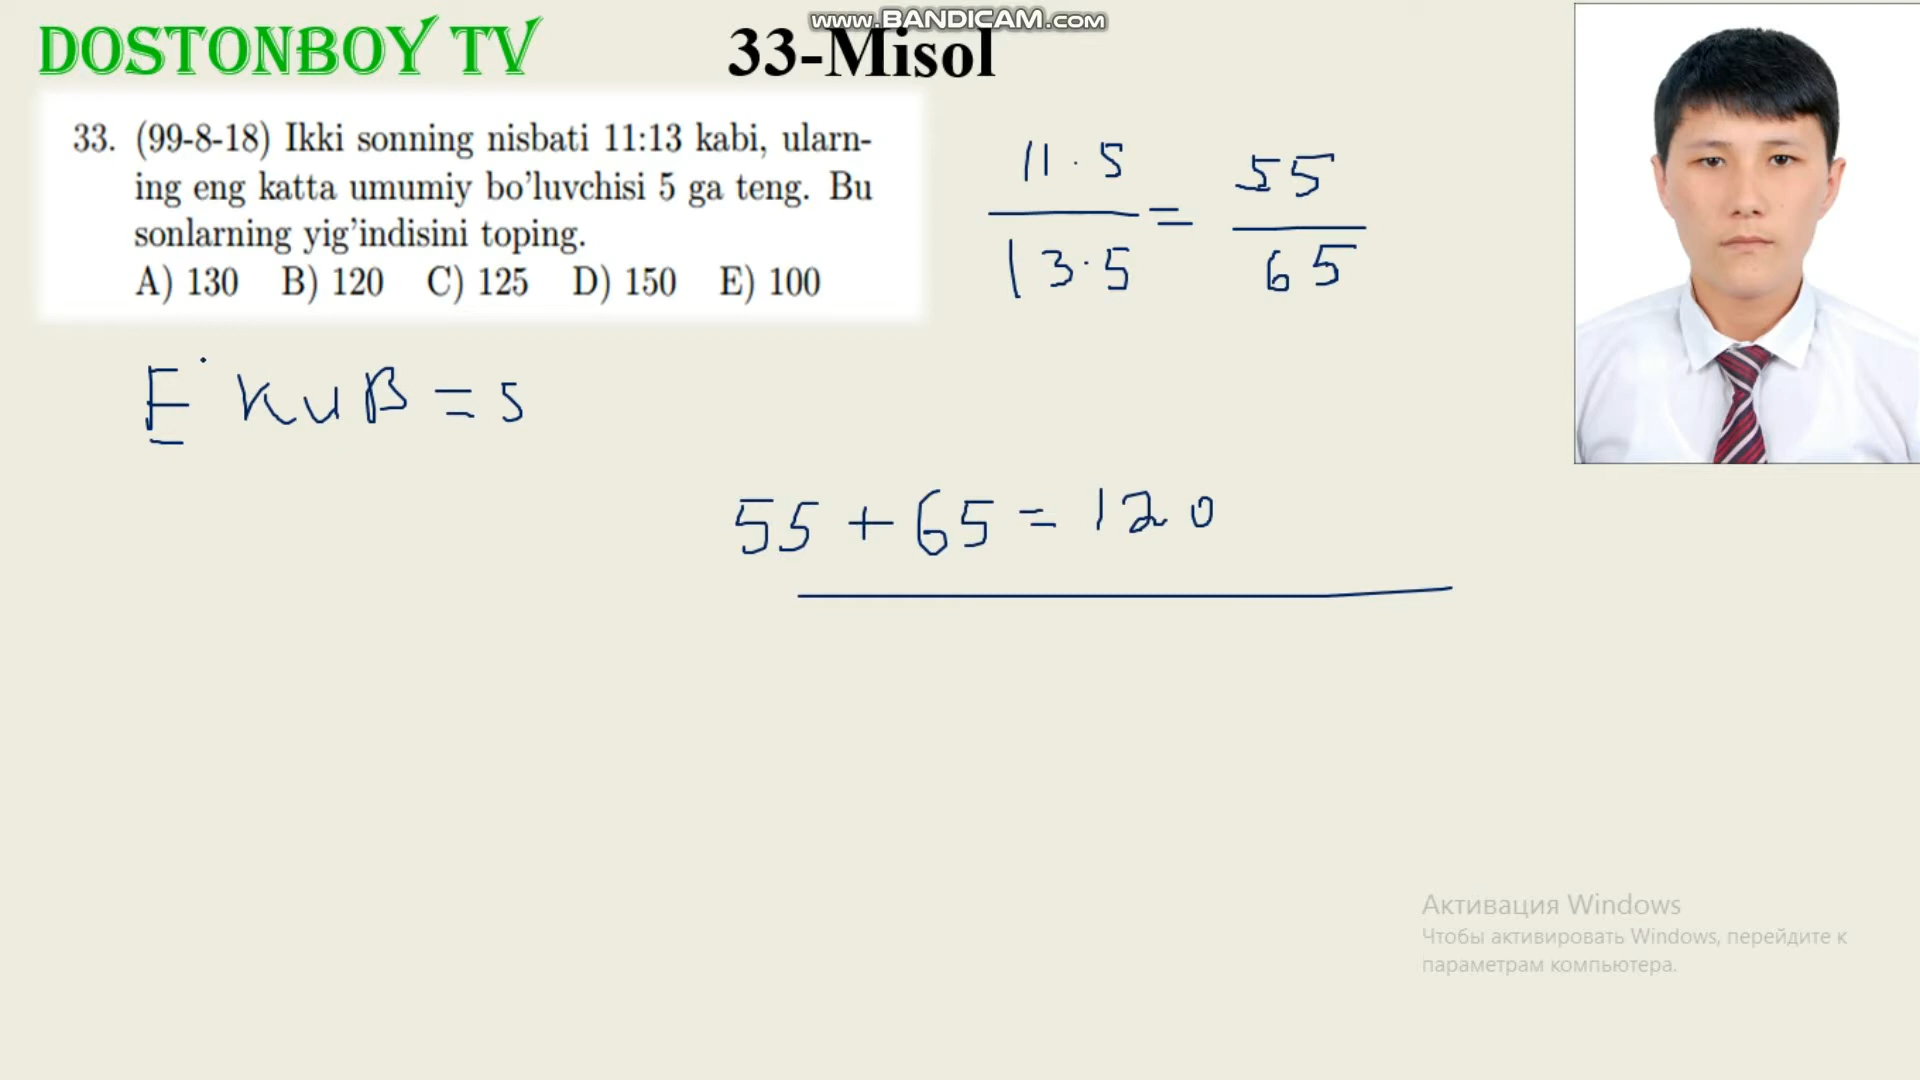 www.BANDICAM.com
DOSTONBOY TV
33-Misol
33. (99-8-18) Ikki sonning nisbati 11:13 kabi, ularn-
ing eng katta umumiy bo’luvchisi 5 ga teng. Bu
sonlarning yig’indisini toping.
A) 130 B) 120 C) 125 D) 150 E) 100
11·5 = 55
13·5 65
EKUB = 5
55 + 65 = 120
Активация Windows
Чтобы активировать Windows, перейдите к
параметрам компьютера.